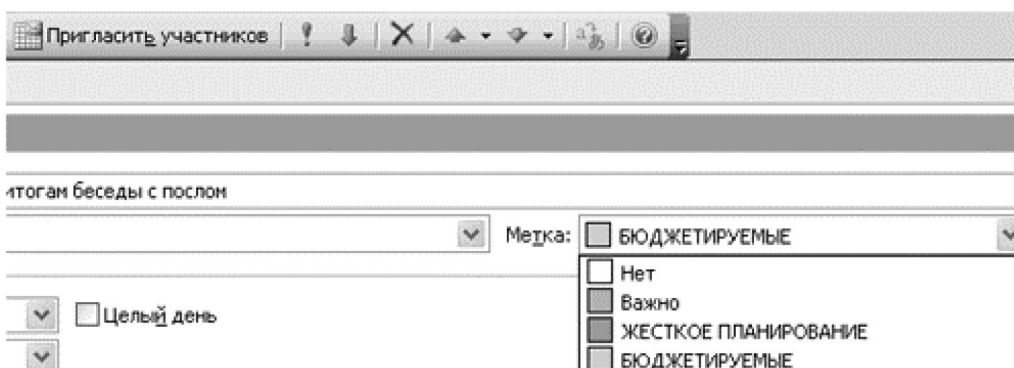 Пригласить участников
итогам беседы с послом
Метка: БЮДЖЕТИРУЕМЫЕ
Нет
Важно
Целый день
ЖЕСТКОЕ ПЛАНИРОВАНИЕ
БЮДЖЕТИРУЕМЫЕ